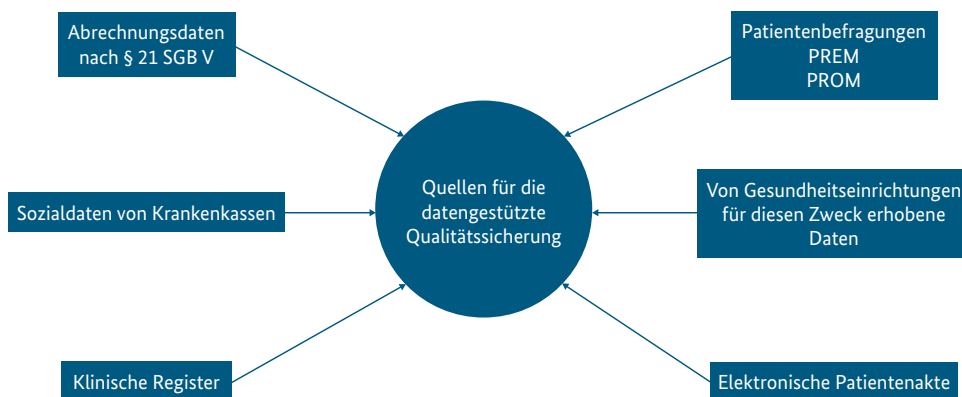 Abrechnungsdaten
nach § 21 SGB V
Patientenbefragungen
PREM
PROM
Sozialdaten von Krankenkassen
Quellen für die
datengestützte
Qualitätssicherung
Von Gesundheitseinrichtungen
für diesen Zweck erhobene
Daten
Klinische Register
Elektronische Patientenakte